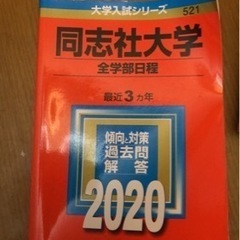 大学入試シリーズ
521
同志社大学
全学部日程
最近3ヵ年
傾向と対策
過去問
解答
2020